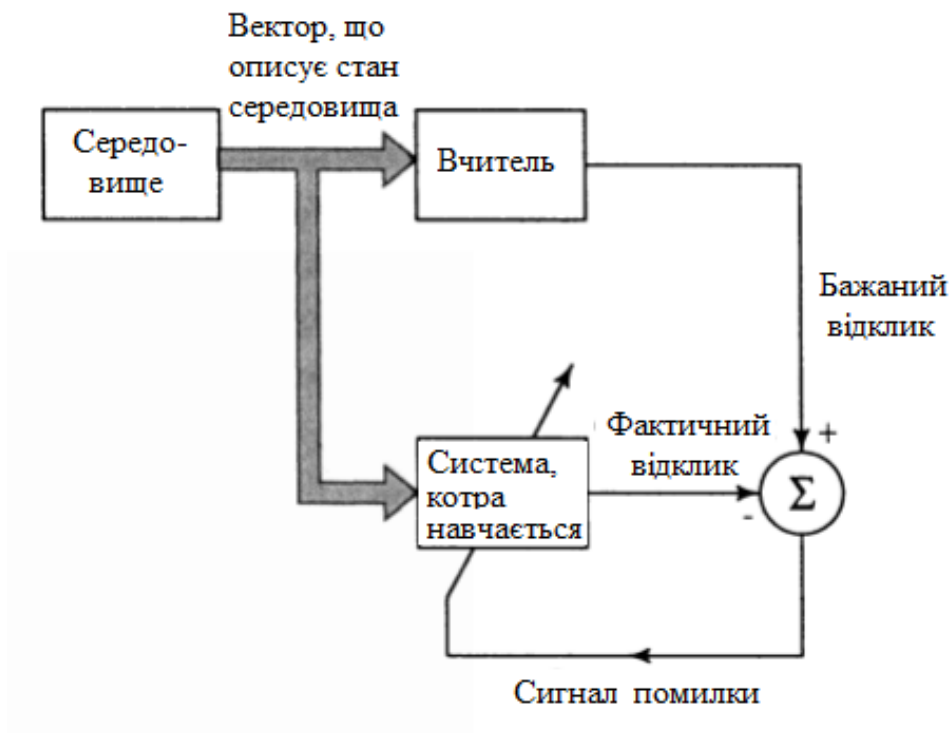 Вектор, що
описує стан
середовища
Середо-
вище
Вчитель
Бажаний
відклик
Фактичний
відклик
+
Система,
котра
навчається
-
Σ
Сигнал помилки